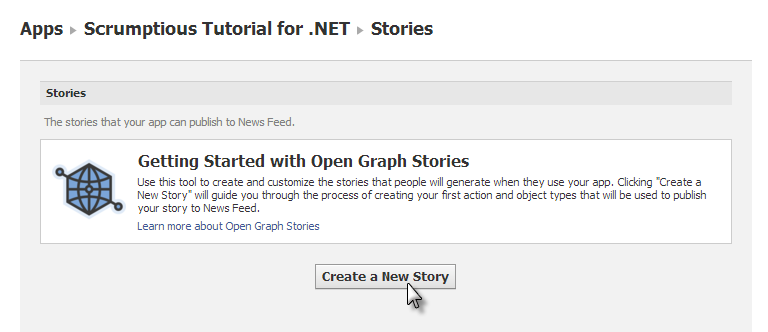 Apps ▸ Scrumptious Tutorial for .NET ▸ Stories
Stories
The stories that your app can publish to News Feed.
Getting Started with Open Graph Stories
Use this tool to create and customize the stories that people will generate when they use your app. Clicking "Create a
New Story" will guide you through the process of creating your first action and object types that will be used to publish
your story to News Feed.
Learn more about Open Graph Stories
Create a New Story